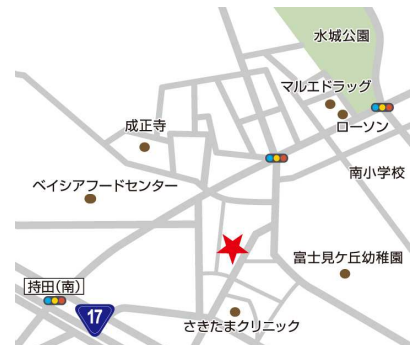 水城公園
マルエドラッグ
ローソン
成正寺
南小学校
ベイシアフードセンター
富士見ケ丘幼稚園
持田(南)
17
さきたまクリニック